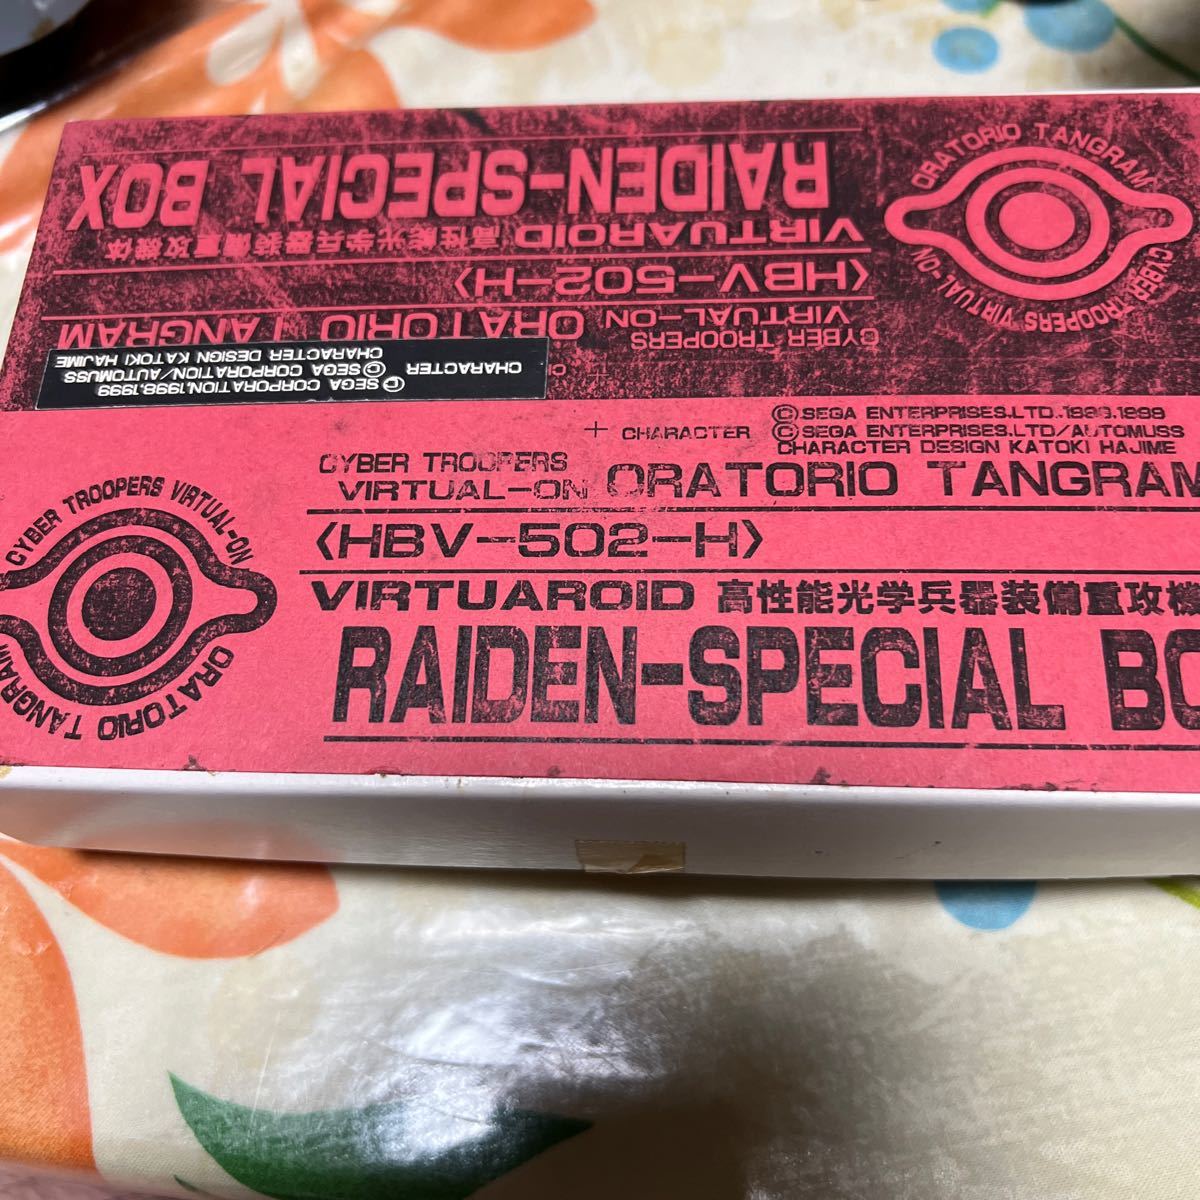 ORATORIO TANGRAM
CYBER TROOPERS VIRTUAL-ON
RAIDEN-SPECIAL BOX
VIRTUAROID 高性能光学兵器装備重攻機体
<HBV-502-H>
CYBER TROOPERS
VIRTUAL-ON ORATORIO TANGRAM
CHARACTER
©SEGA CORPORATION,1998,1999
©SEGA CORPORATION/AUTOMUSS
CHARACTER DESIGN KATOKI HAJIME
+ CHARACTER
©SEGA ENTERPRISES.LTD.
©SEGA ENTERPRISES.LTD/AUTOMUSS
CHARACTER DESIGN KATOKI HAJIME
CYBER TROOPERS
VIRTUAL-ON ORATORIO TANGRAM
<HBV-502-H>
VIRTUAROID 高性能光学兵器装備重攻機
RAIDEN-SPECIAL BO
CYBER TROOPERS VIRTUAL-ON
ORATORIO TANGRAM